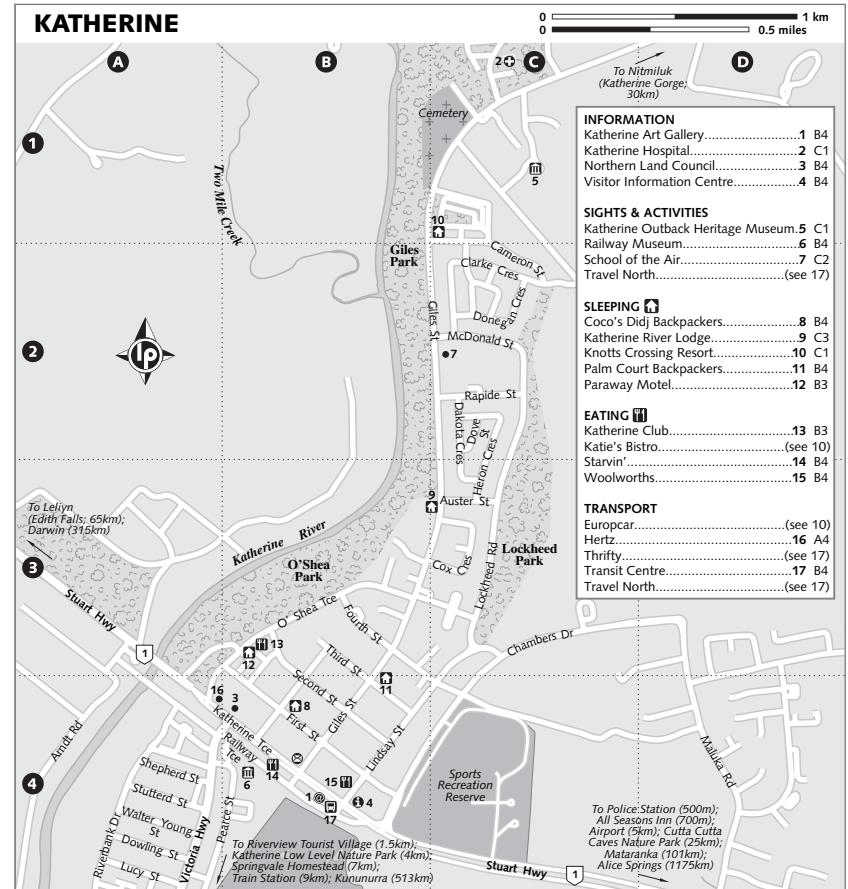 KATHERINE
0 1 km
0 0.5 miles
A
B
C
D
1
2
3
4
To Nitmiluk
(Katherine Gorge;
30km)
2
Cemetery
5
10
Two Mile Creek
Giles
Park
Cameron St
Clarke Cres
Donegan Cres
Giles St
McDonald St
7
lp
Rapide St
Dakota Cres
Dove St
Heron Cres
9
Auster St
Cox Cres
Lockheed Rd
Lockheed
Park
To Leliyn
(Edith Falls; 65km);
Darwin (315km)
Katherine River
O'Shea
Park
Stuart Hwy
1
O' Shea Tce
Fourth St
Third St
Second St
First St
Giles St
Lindsay St
Chambers Dr
13
12
11
16
3
8
Katherine Tce
Railway
Tce
6
14
15
1 @
17
4
Arndt Rd
Shepherd St
Stutterd St
Walter Young
St
Dowling St
Lucy St
Riverbank Dr
Victoria Hwy
Pearce St
Sports
Recreation
Reserve
Maluka Rd
Stuart Hwy
1
To Riverview Tourist Village (1.5km);
Katherine Low Level Nature Park (4km);
Springvale Homestead (7km);
Train Station (9km); Kununurra (513km)
To Police Station (500m);
All Seasons Inn (700m);
Airport (5km); Cutta Cutta
Caves Nature Park (25km);
Mataranka (101km);
Alice Springs (1175km)
INFORMATION
Katherine Art Gallery 1 B4
Katherine Hospital 2 C1
Northern Land Council 3 B4
Visitor Information Centre 4 B4
SIGHTS & ACTIVITIES
Katherine Outback Heritage Museum. 5 C1
Railway Museum 6 B4
School of the Air 7 C2
Travel North (see 17)
SLEEPING
Coco's Didj Backpackers 8 B4
Katherine River Lodge 9 C3
Knotts Crossing Resort 10 C1
Palm Court Backpackers 11 B4
Paraway Motel 12 B3
EATING
Katherine Club 13 B3
Katie's Bistro (see 10)
Starvin' 14 B4
Woolworths 15 B4
TRANSPORT
Europcar (see 10)
Hertz 16 A4
Thrifty (see 17)
Transit Centre 17 B4
Travel North (see 17)